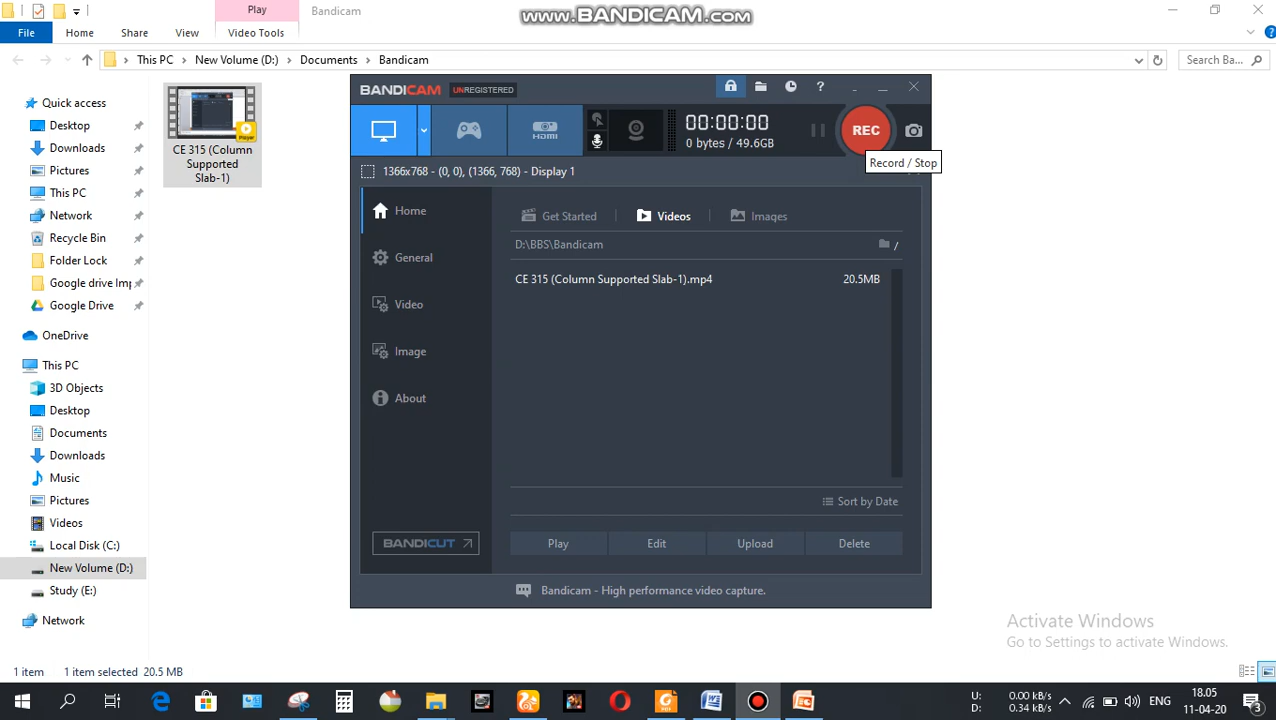 www.BANDICAM.com
Play
Bandicam
File
Home
Share
View
Video Tools
This PC
New Volume (D:)
Documents
Bandicam
Search Ba...
Quick access
Desktop
Downloads
Pictures
This PC
Network
Recycle Bin
Folder Lock
Google drive Imp
Google Drive
OneDrive
This PC
3D Objects
Desktop
Documents
Downloads
Music
Pictures
Videos
Local Disk (C:)
New Volume (D:)
Study (E:)
Network
Player
CE 315 (Column
Supported
Slab-1)
BANDICAM
UNREGISTERED
?
HDMI
00:00:00
0 bytes / 49.6GB
REC
Record / Stop
1366x768 - (0, 0), (1366, 768) - Display 1
Home
General
Video
Image
About
BANDICUT
Get Started
Videos
Images
D:\BBS\Bandicam
/
CE 315 (Column Supported Slab-1).mp4
20.5MB
Sort by Date
Play
Edit
Upload
Delete
Bandicam - High performance video capture.
Activate Windows
Go to Settings to activate Windows.
1 item
1 item selected 20.5 MB
U: 0.00 kB/s
D: 0.34 kB/s
ENG
18.05
11-04-20
3